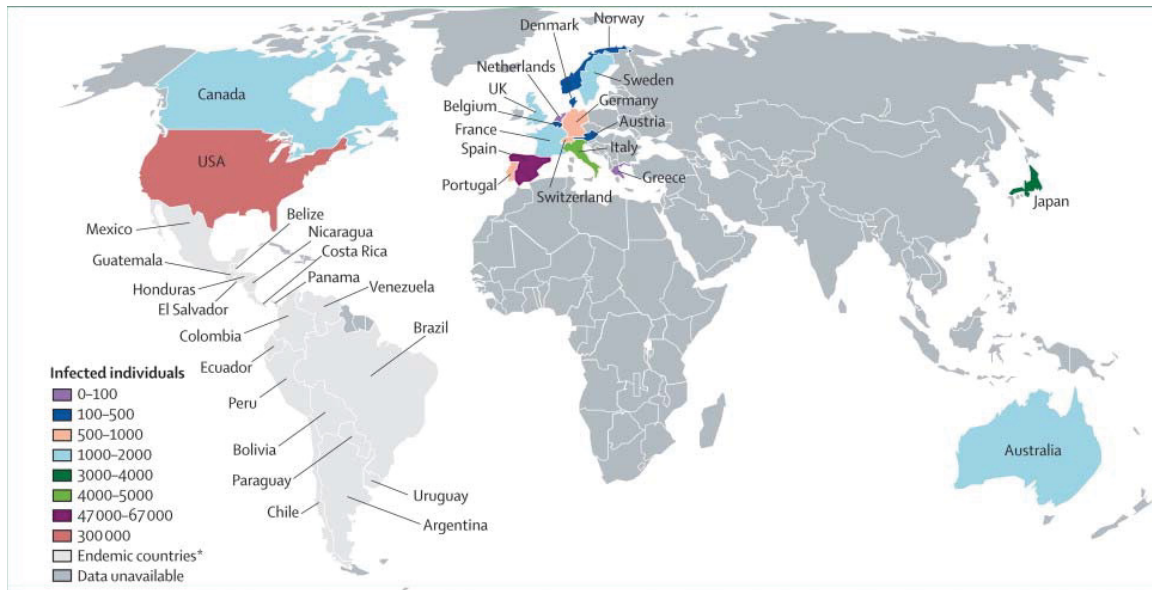 Norway
Denmark
Netherlands
Sweden
UK
Germany
Canada
Belgium
Austria
France
USA
Spain
Italy
Portugal
Greece
Switzerland
Japan
Belize
Mexico
Nicaragua
Costa Rica
Guatemala
Panama
Honduras
Venezuela
El Salvador
Colombia
Brazil
Ecuador
Infected individuals
0–100
Peru
100–500
500–1000
1000–2000
Bolivia
Australia
3000–4000
4000–5000
Paraguay
Uruguay
47 000–67 000
Chile
Argentina
300 000
Endemic countries*
Data unavailable